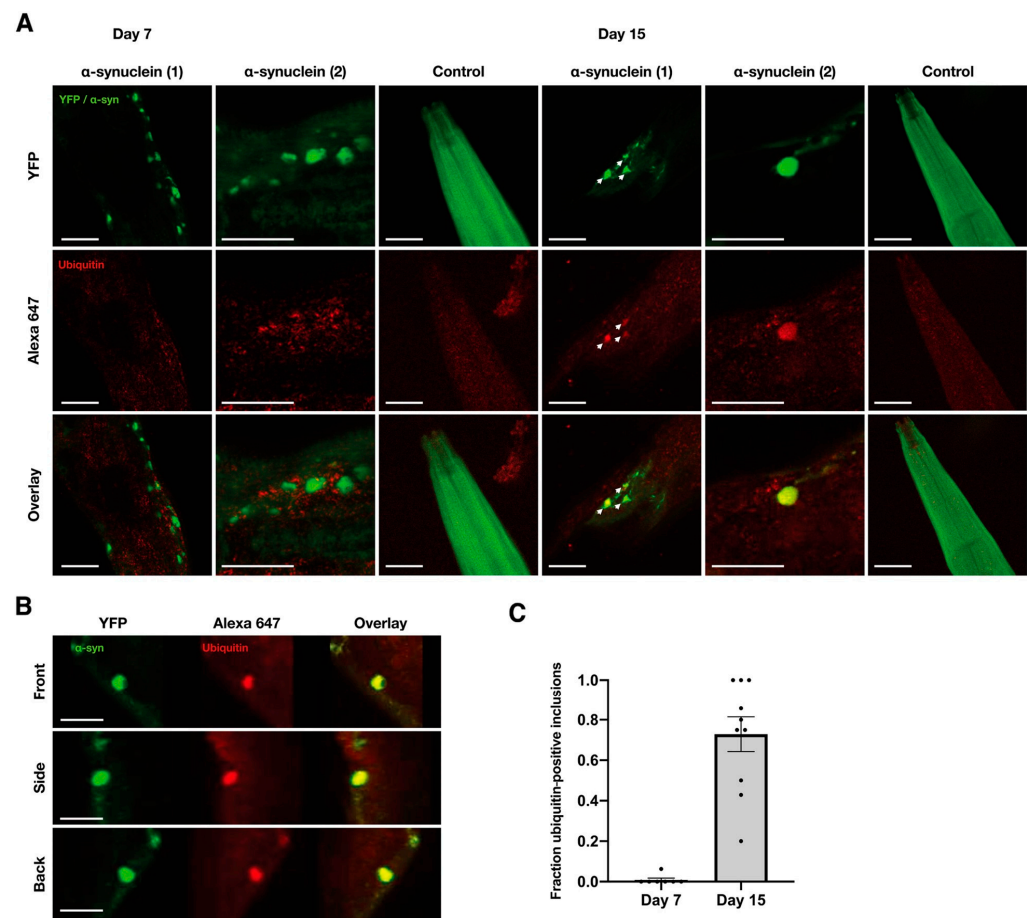 A
Day 7
Day 15
α-synuclein (1)
α-synuclein (2)
Control
α-synuclein (1)
α-synuclein (2)
Control
YFP
YFP / α-syn
Alexa 647
Ubiquitin
Overlay
B
YFP
Alexa 647
Overlay
Front
α-syn
Ubiquitin
Side
Back
C
Fraction ubiquitin-positive inclusions
1.0
0.8
0.6
0.4
0.2
0.0
Day 7
Day 15